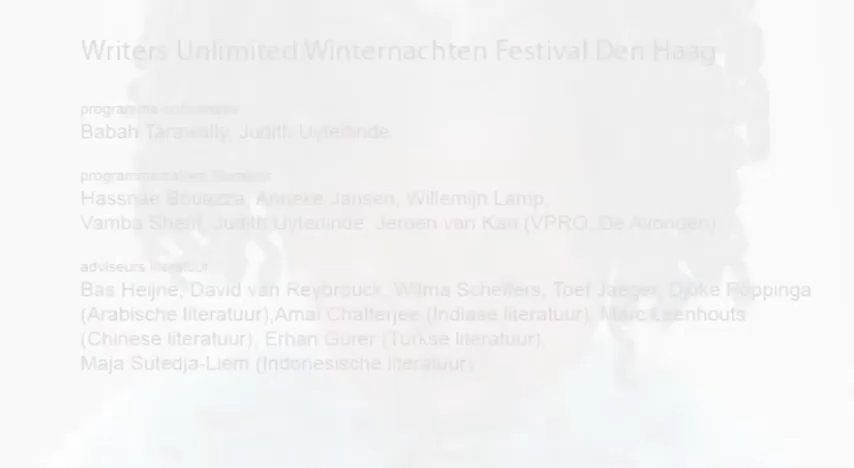 Writers Unlimited Winternachten Festival Den Haag
programma
Babah Tarawally, Judith Uyterlinde
programmamakers literatuur
Hassnae Bouazza, Anneke Jansen, Willemijn Lamp,
Vamba Sherif, Judith Uyterlinde, Jeroen van Kan (VPRO, De Avonden)
adviseurs literatuur
Bas Heijne, David van Reybrouck, Wilma Scheffers, Toef Jaeger, Djûke Poppinga
(Arabische literatuur),Amal Chatterjee (Indiase literatuur), Marc Leenhouts
(Chinese literatuur), Erhan Gürer (Turkse literatuur)
Maja Sutedja-Liem (Indonesische literatuur)